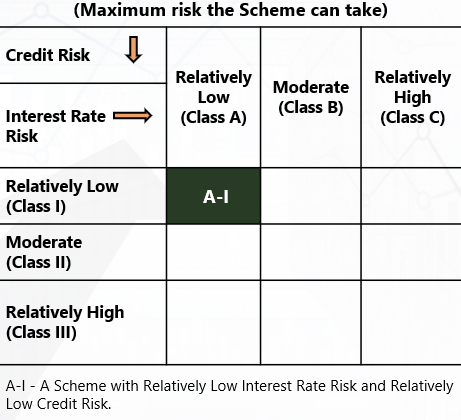 (Maximum risk the Scheme can take)
Credit Risk
Interest Rate
Risk
Relatively
Low
(Class A)
Moderate
(Class B)
Relatively
High
(Class C)
Relatively Low
(Class I)
A-I
Moderate
(Class II)
Relatively High
(Class III)
A-I - A Scheme with Relatively Low Interest Rate Risk and Relatively
Low Credit Risk.